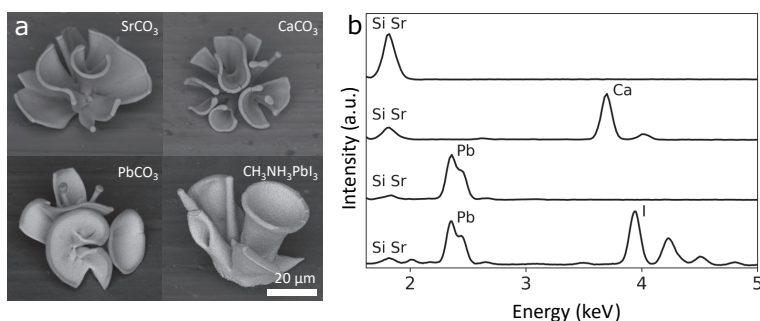 a
SrCO₃
CaCO₃
PbCO₃
CH₃NH₃PbI₃
20 μm
b
Intensity (a.u.)
Si Sr
Si Sr
Ca
Si Sr
Pb
Si Sr
Pb
I
2
3
4
5
Energy (keV)